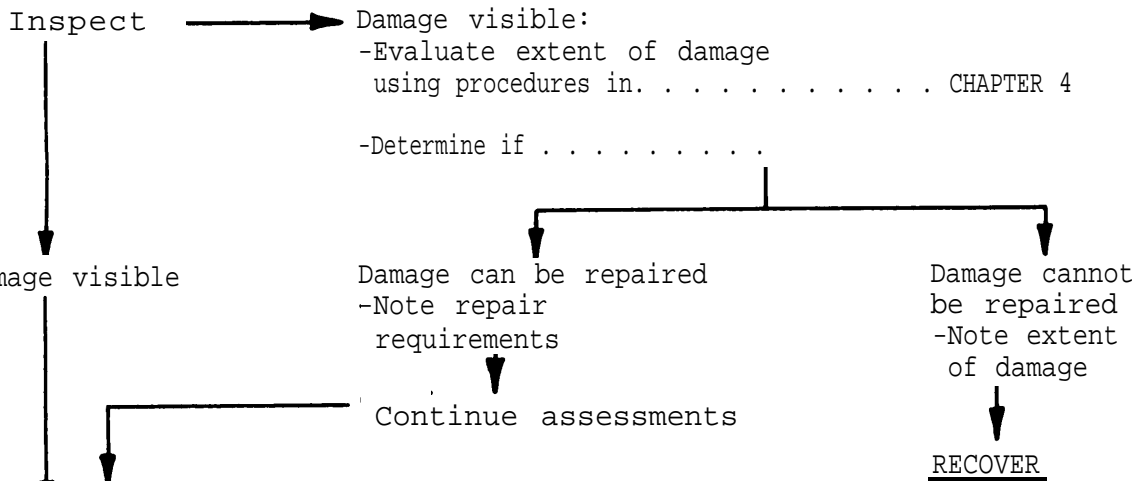 Inspect
Damage visible:
-Evaluate extent of damage
using procedures in. . . . . . . . . . . . CHAPTER 4
-Determine if . . . . . . . . .
mage visible
Damage can be repaired
-Note repair
requirements
Continue assessments
Damage cannot
be repaired
-Note extent
of damage
RECOVER